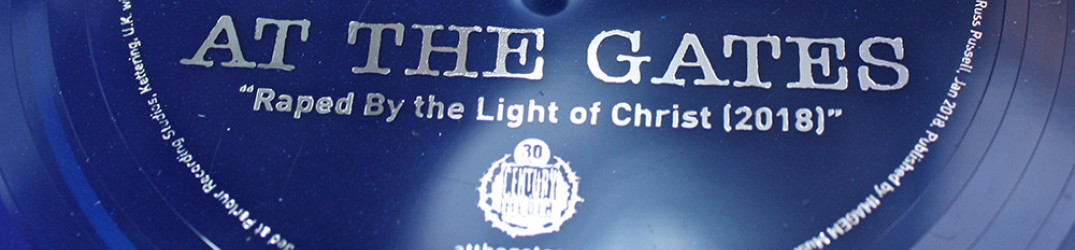 AT THE GATES
“Raped By the Light of Christ (2018)”
30
CENTURY
MEDIA
at Parlour Recording Studios, Kettering, U.K.
Russ Russell, Jan 2018. Published by IMAGEM